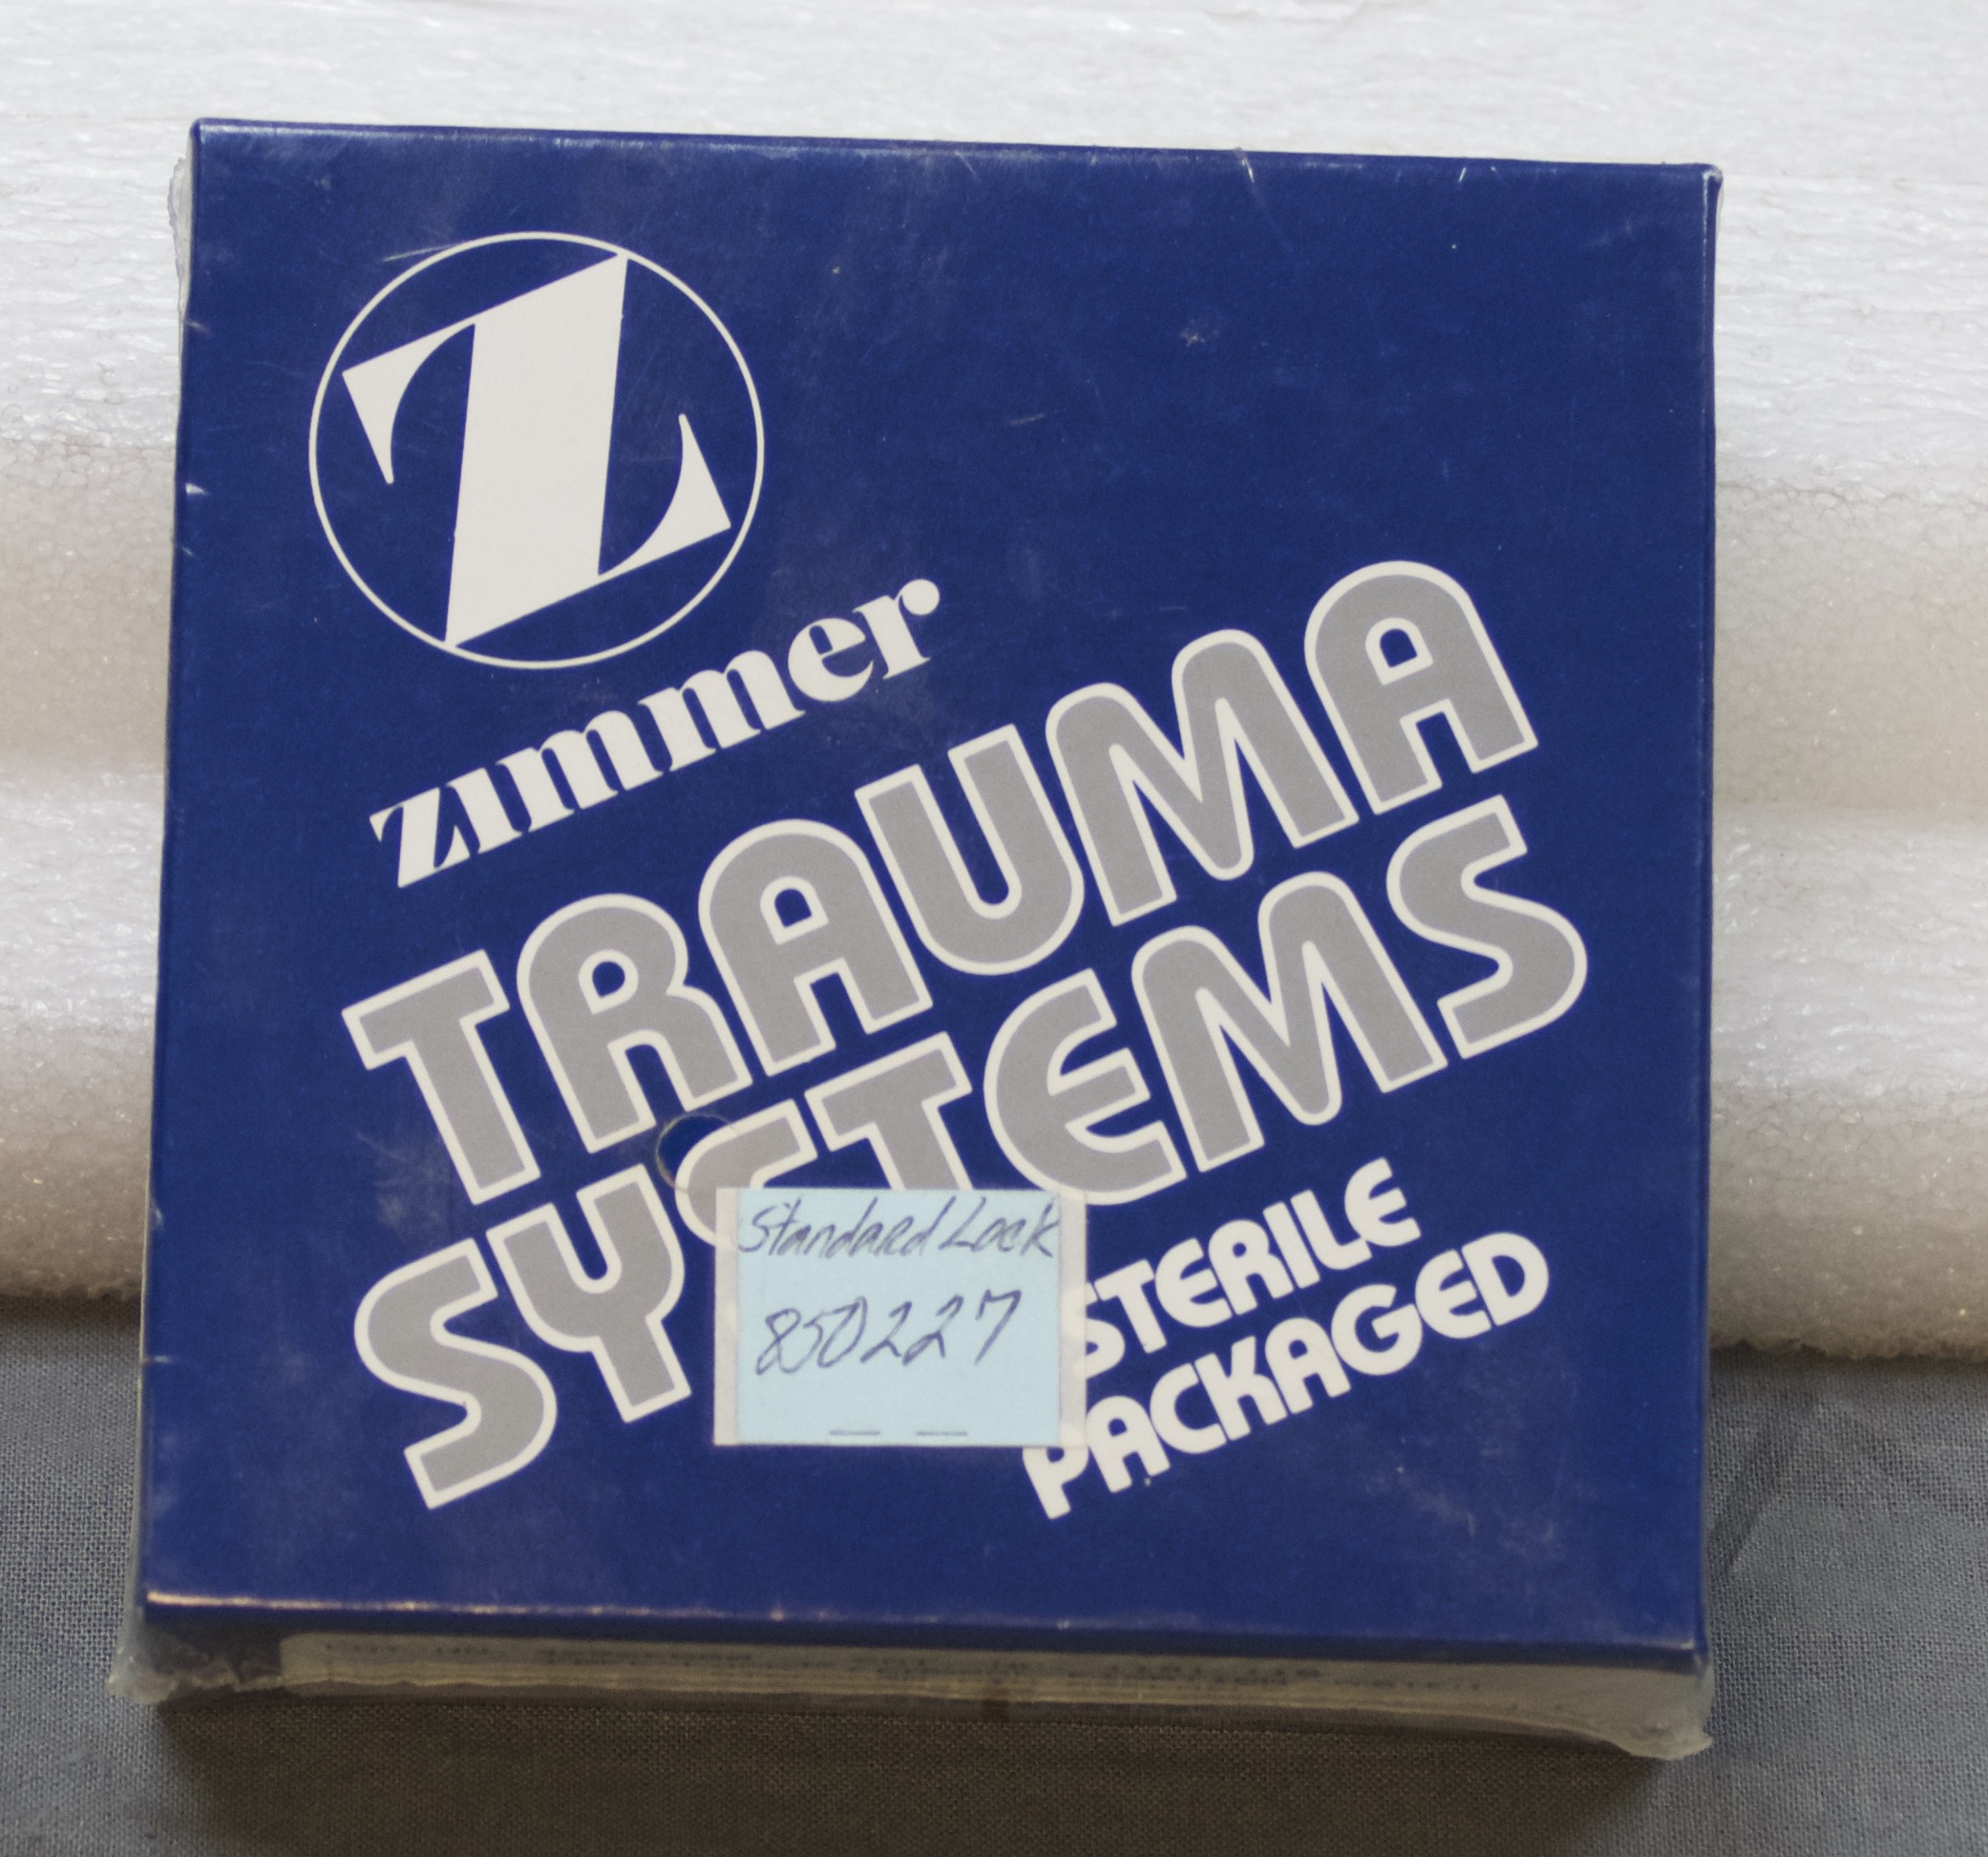 Z
zimmer
TRAUMA
SYSTEMS
STERILE
PACKAGED
Standard Lock
850227